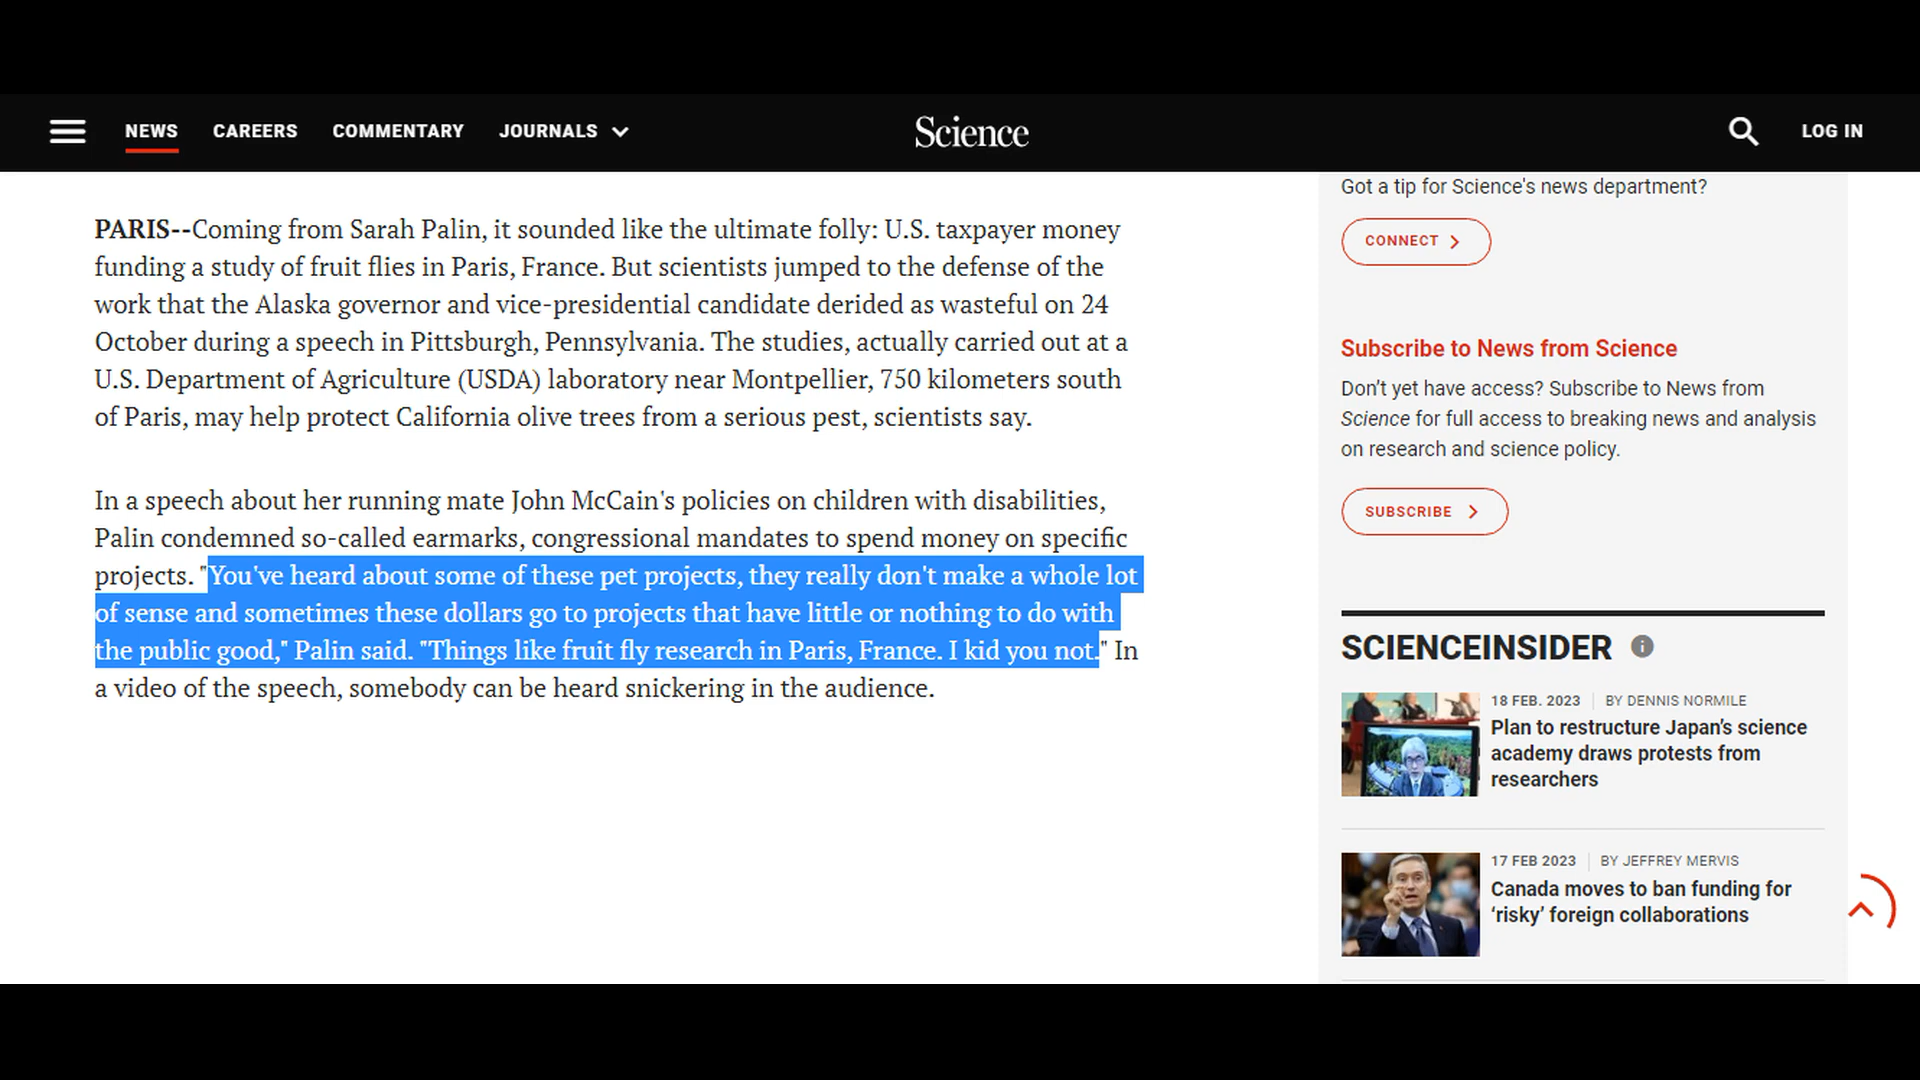 NEWS CAREERS COMMENTARY JOURNALS Science LOG IN
PARIS--Coming from Sarah Palin, it sounded like the ultimate folly: U.S. taxpayer money
funding a study of fruit flies in Paris, France. But scientists jumped to the defense of the
work that the Alaska governor and vice-presidential candidate derided as wasteful on 24
October during a speech in Pittsburgh, Pennsylvania. The studies, actually carried out at a
U.S. Department of Agriculture (USDA) laboratory near Montpellier, 750 kilometers south
of Paris, may help protect California olive trees from a serious pest, scientists say.
In a speech about her running mate John McCain's policies on children with disabilities,
Palin condemned so-called earmarks, congressional mandates to spend money on specific
projects. "You've heard about some of these pet projects, they really don't make a whole lot
of sense and sometimes these dollars go to projects that have little or nothing to do with
the public good," Palin said. "Things like fruit fly research in Paris, France. I kid you not." In
a video of the speech, somebody can be heard snickering in the audience.
Got a tip for Science's news department?
CONNECT
Subscribe to News from Science
Don’t yet have access? Subscribe to News from
Science for full access to breaking news and analysis
on research and science policy.
SUBSCRIBE
SCIENCEINSIDER
18 FEB. 2023 BY DENNIS NORMILE
Plan to restructure Japan’s science
academy draws protests from
researchers
17 FEB 2023 BY JEFFREY MERVIS
Canada moves to ban funding for
‘risky’ foreign collaborations